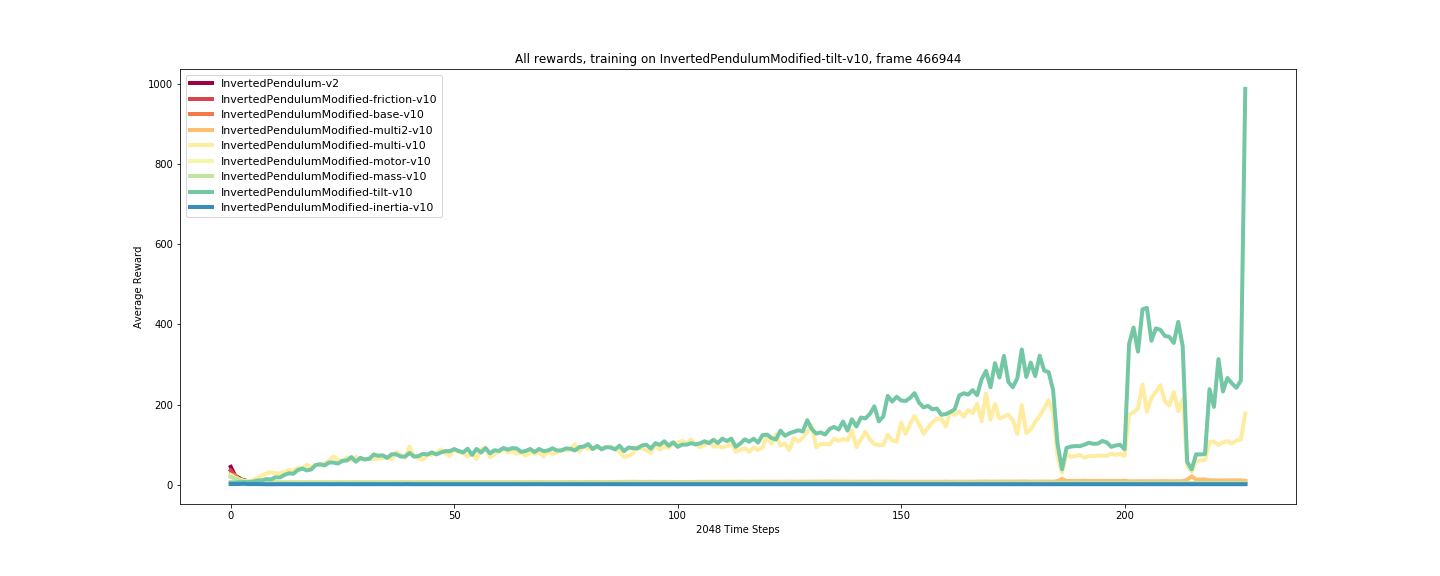 All rewards, training on InvertedPendulumModified-tilt-v10, frame 466944
1000
800
600
400
200
0
Average Reward
InvertedPendulum-v2
InvertedPendulumModified-friction-v10
InvertedPendulumModified-base-v10
InvertedPendulumModified-multi2-v10
InvertedPendulumModified-multi-v10
InvertedPendulumModified-motor-v10
InvertedPendulumModified-mass-v10
InvertedPendulumModified-tilt-v10
InvertedPendulumModified-inertia-v10
0 50 100 150 200
2048 Time Steps